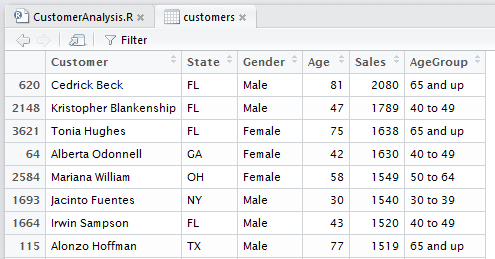 CustomerAnalysis.R customers
Filter
Customer State Gender Age Sales AgeGroup
620 Cedrick Beck FL Male 81 2080 65 and up
2148 Kristopher Blankenship FL Male 47 1789 40 to 49
3621 Tonia Hughes FL Female 75 1638 65 and up
64 Alberta Odonnell GA Female 42 1630 40 to 49
2584 Mariana William OH Female 58 1549 50 to 64
1693 Jacinto Fuentes NY Male 30 1540 30 to 39
1664 Irwin Sampson FL Male 43 1520 40 to 49
115 Alonzo Hoffman TX Male 77 1519 65 and up